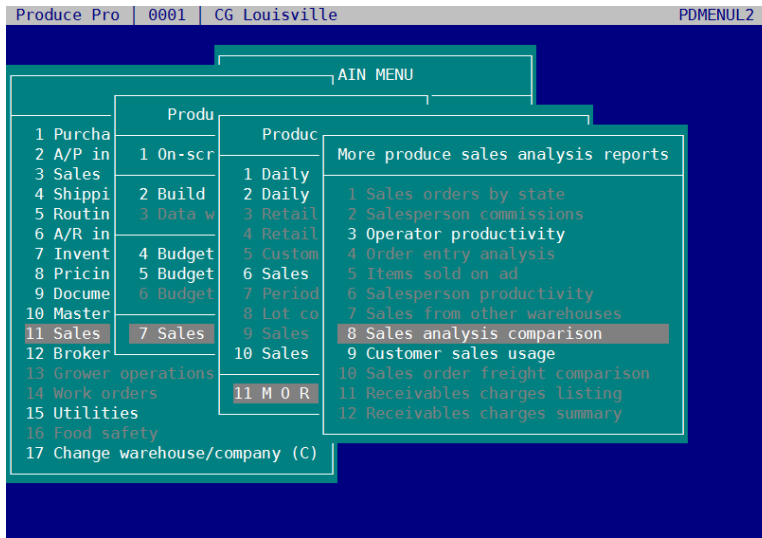 Produce Pro 0001 CG Louisville PDMENUL2
AIN MENU
Produ
Produc
More produce sales analysis reports
1 Purcha
2 A/P in
3 Sales
4 Shippi
5 Routin
6 A/R in
7 Invent
8 Pricin
9 Docume
10 Master
11 Sales
12 Broker
13 Grower operations
14 Work orders
15 Utilities
16 Food safety
17 Change warehouse/company (C)
1 On-scr
2 Build
3 Data w
4 Budget
5 Budget
6 Budget
7 Sales
1 Daily
2 Daily
3 Retail
4 Retail
5 Custom
6 Sales
7 Period
8 Lot co
9 Sales
10 Sales
11 M O R
1 Sales orders by state
2 Salesperson commissions
3 Operator productivity
4 Order entry analysis
5 Items sold on ad
6 Salesperson productivity
7 Sales from other warehouses
8 Sales analysis comparison
9 Customer sales usage
10 Sales order freight comparison
11 Receivables charges listing
12 Receivables charges summary